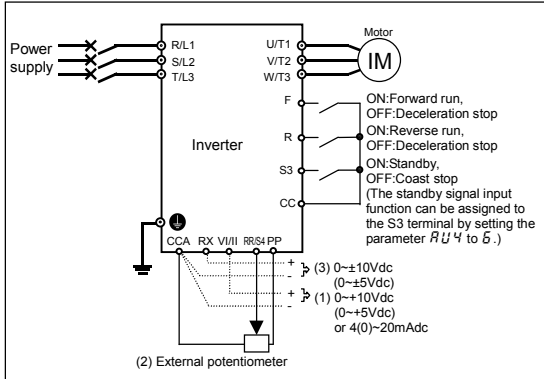 Power
supply
R/L1
S/L2
T/L3
U/T1
V/T2
W/T3
Motor
IM
Inverter
F
R
S3
CC
ON:Forward run,
OFF:Deceleration stop
ON:Reverse run,
OFF:Deceleration stop
ON:Standby,
OFF:Coast stop
(The standby signal input
function can be assigned to
the S3 terminal by setting the
parameter AU4 to 6.)
CCA RX VI/II RR/S4 PP
+
-
(3) 0~±10Vdc
(0~±5Vdc)
+
-
(1) 0~+10Vdc
(0~+5Vdc)
or 4(0)~20mAdc
(2) External potentiometer